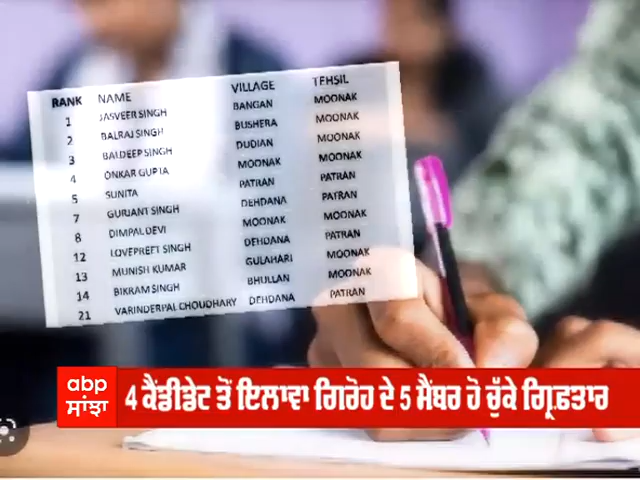 RANK NAME VILLAGE TEHSIL
1 JASVEER SINGH BANGAN MOONAK
2 BALRAJ SINGH BUSHERA MOONAK
3 BALDEEP SINGH DUDIAN MOONAK
4 ONKAR GUPTA MOONAK MOONAK
5 SUNITA PATRAN PATRAN
7 GURJANT SINGH DEHDANA PATRAN
8 DIMPAL DEVI MOONAK MOONAK
12 LOVEPREET SINGH DEHDANA PATRAN
13 MUNISH KUMAR GULAHARI MOONAK
14 BIKRAM SINGH BHULLAN MOONAK
21 VARINDERPAL CHOUDHARY DEHDANA PATRAN
abp
ਸਾਂਝਾ
4 ਕੈਂਡੀਡੇਟ ਤੋਂ ਇਲਾਵਾ ਗਿਰੋਹ ਦੇ 5 ਮੈਂਬਰ ਹੋ ਚੁੱਕੇ ਗ੍ਰਿਫ਼ਤਾਰ